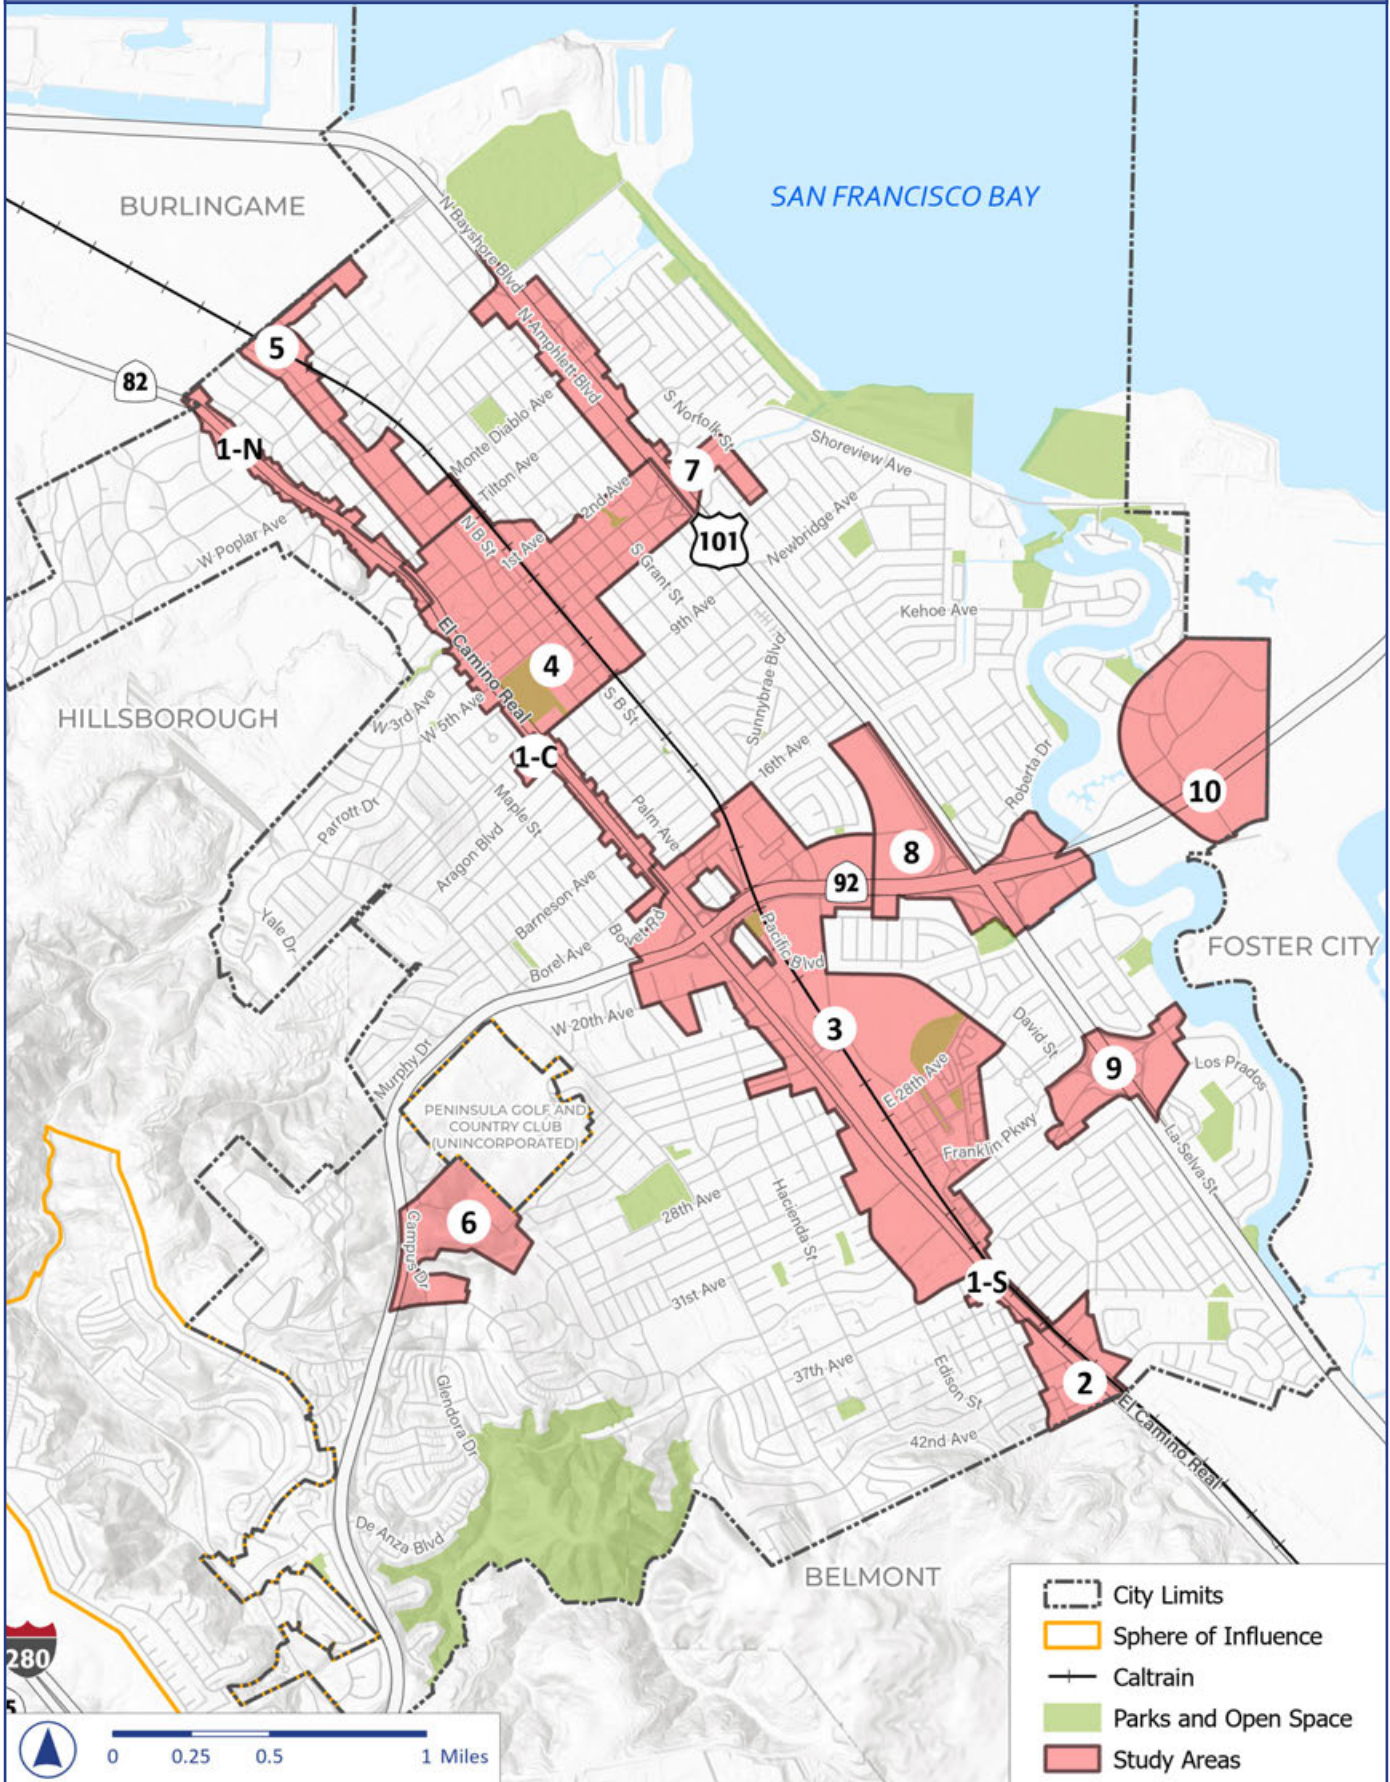 BURLINGAME
SAN FRANCISCO BAY
N Bayshore Blvd
5
82
N Amphlett Blvd
1-N
Monte Diablo Ave
S Norfolk St
Shoreview Ave
Tilton Ave
7
2nd Ave
W Poplar Ave
N B St
1st Ave
101
Newbridge Ave
S Grant St
9th Ave
Kehoe Ave
El Camino Real
4
HILLSBOROUGH
W 3rd Ave
W 5th Ave
S B St
Sunnybrae Blvd
1-C
16th Ave
Roberta Dr
10
Parrott Dr
Maple St
Palm Ave
Aragon Blvd
8
92
Barneson Ave
Yale Dr
Bovet Rd
Pacific Blvd
Borel Ave
FOSTER CITY
W 20th Ave
3
David St
Murphy Dr
9
Los Prados
E 28th Ave
PENINSULA GOLF AND
COUNTRY CLUB
(UNINCORPORATED)
Franklin Pkwy
La Selva St
28th Ave
6
Hacienda St
Campus Dr
1-S
31st Ave
37th Ave
Edison St
2
Glendora Dr
El Camino Real
42nd Ave
De Anza Blvd
BELMONT
280
5
City Limits
Sphere of Influence
Caltrain
Parks and Open Space
Study Areas
0 0.25 0.5 1 Miles